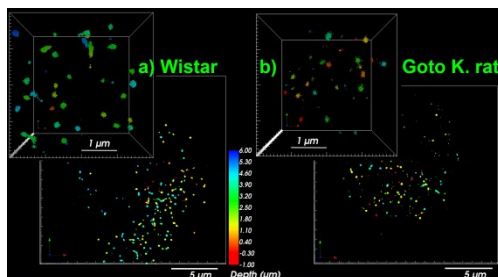 a) Wistar
b) Goto K. rat
1 µm
1 µm
6.00
5.30
4.60
3.90
3.20
2.50
1.80
1.10
0.40
-0.30
-1.00
5 µm
Depth (µm)
5 µm